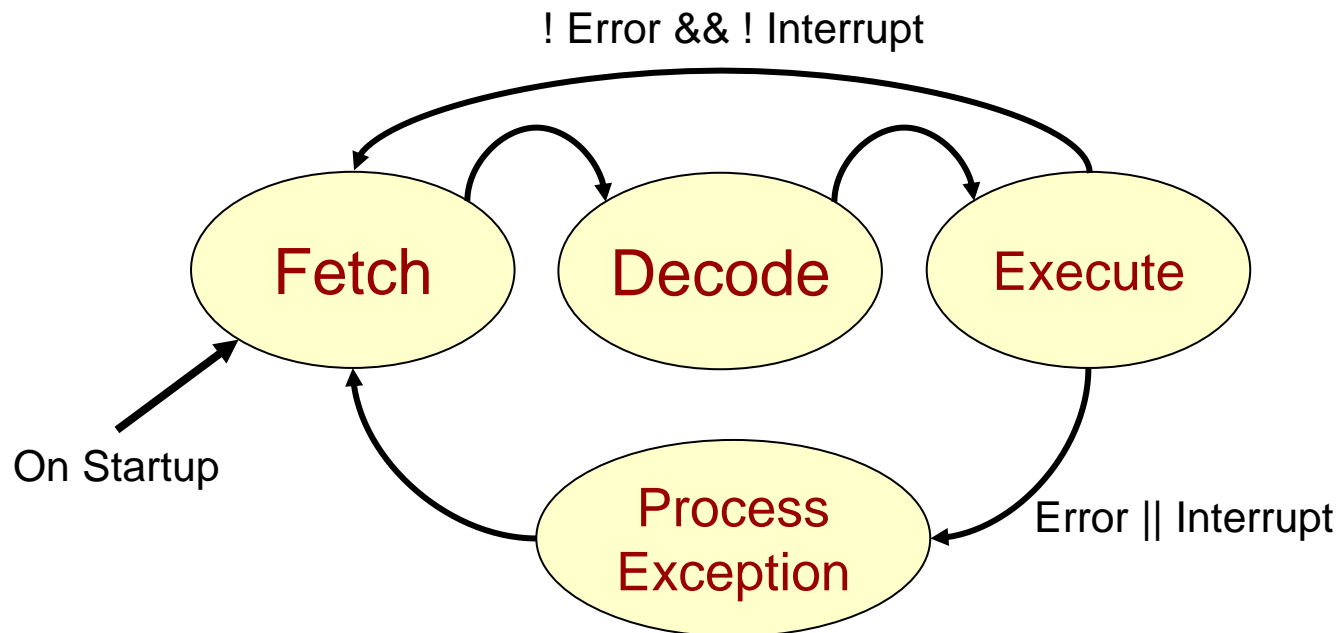 ! Error && ! Interrupt
Fetch
Decode
Execute
On Startup
Process
Exception
Error || Interrupt